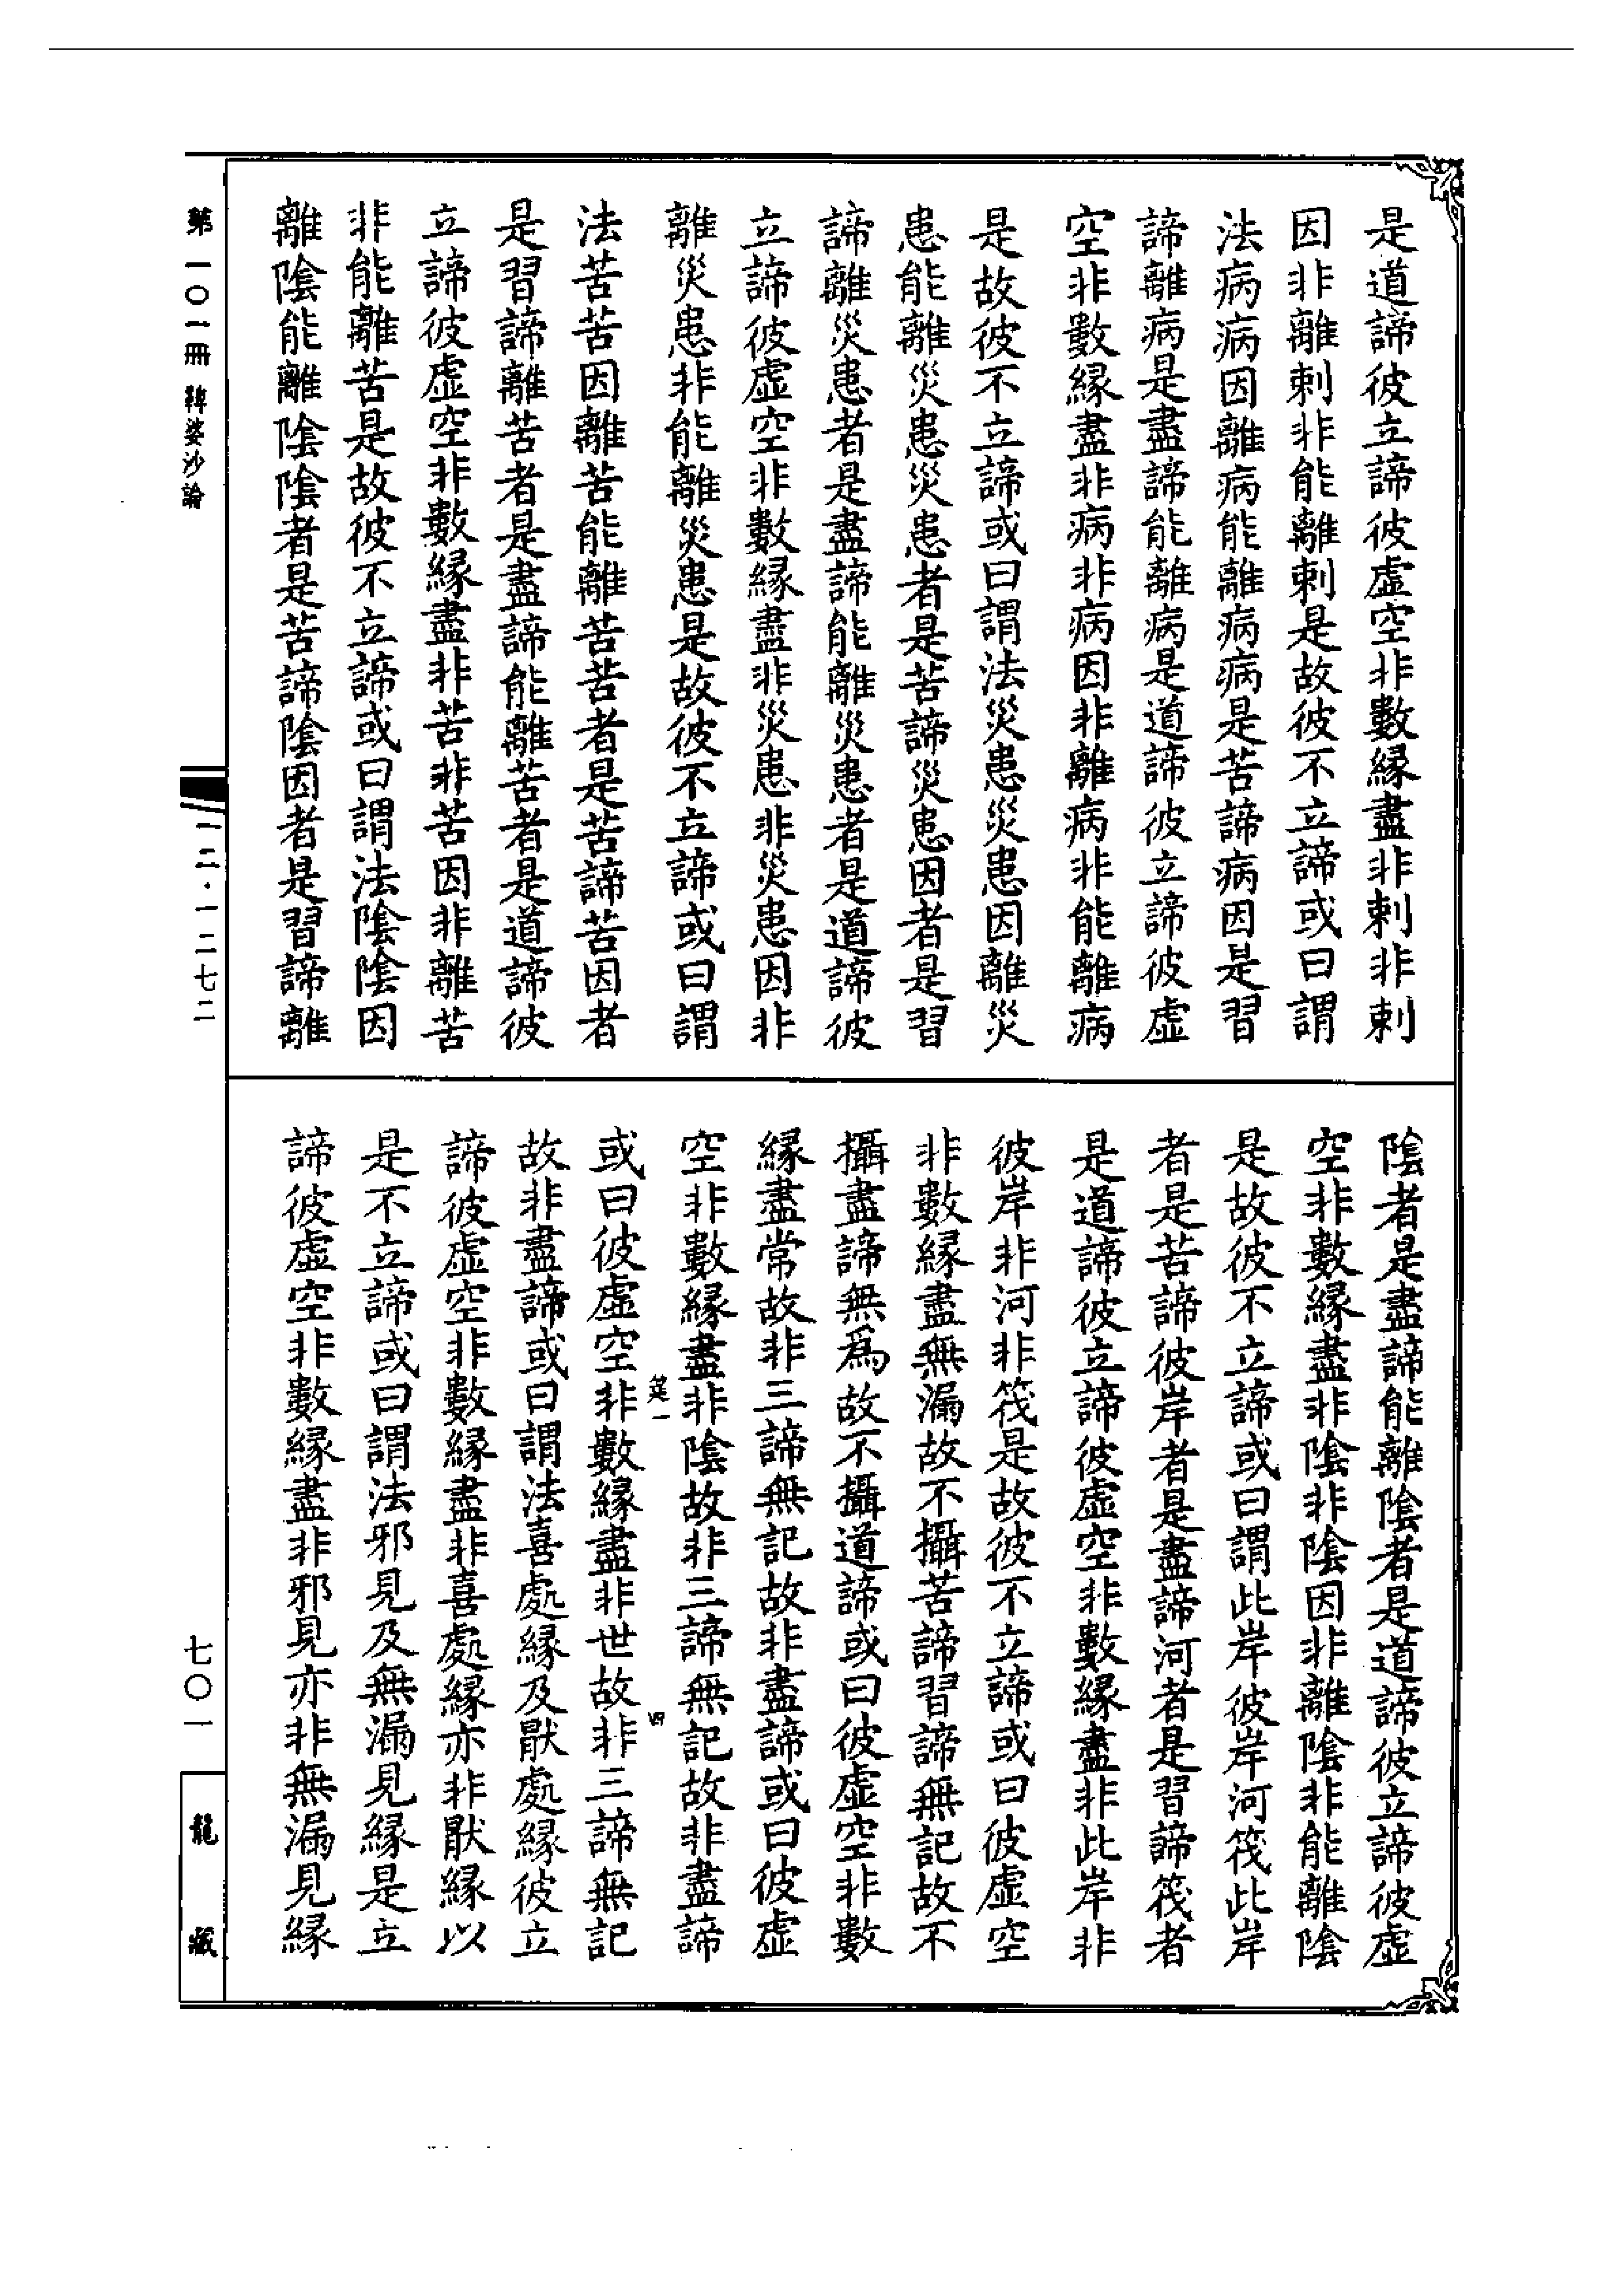 是道諦彼立諦彼虛空非數緣盡非刺非刺
因非離刺非能離刺是故彼不立諦或曰謂
法病病因離病能離病病是苦諦病因是習
諦離病是盡諦能離病是道諦彼立諦彼虛
空非數緣盡非病非病因非離病非能離病
是故彼不立諦或曰謂法災患災患因離災
患能離災患災患者是苦諦災患因者是習
諦離災患者是盡諦能離災患者是道諦彼
立諦彼虛空非數緣盡非災患非災患因非
離災患非能離災患是故彼不立諦或曰謂
法苦苦因離苦能離苦苦者是苦諦苦因者
是習諦離苦者是盡諦能離苦者是道諦彼
立諦彼虛空非數緣盡非苦非苦因非離苦
非能離苦是故彼不立諦或曰謂法陰陰因
離陰能離陰陰者是苦諦陰因者是習諦離
陰者是盡諦能離陰者是道諦彼立諦彼虛
空非數緣盡非陰非陰因非離陰非能離陰
是故彼不立諦或曰謂此岸彼岸河筏此岸
者是苦諦彼岸者是盡諦河者是習諦筏者
是道諦彼立諦彼虛空非數緣盡非此岸非
彼岸非河非筏是故彼不立諦或曰彼虛空
非數緣盡無漏故不攝苦諦習諦無記故不
攝盡諦無爲故不攝道諦或曰彼虛空非數
緣盡常故非三諦無記故非盡諦或曰彼虛
空非數緣盡非陰故非三諦無記故非盡諦
或曰彼虛空非數緣盡非世故非三諦無記
故非盡諦或曰謂法喜處緣及猒處緣彼立
諦彼虛空非數緣盡非喜處緣亦非猒緣以
是不立諦或曰謂法邪見及無漏見緣是立
諦彼虛空非數緣盡非邪見亦非無漏見緣
第一〇一冊 鞞婆沙論
一二·一二七二
七〇一
龍藏